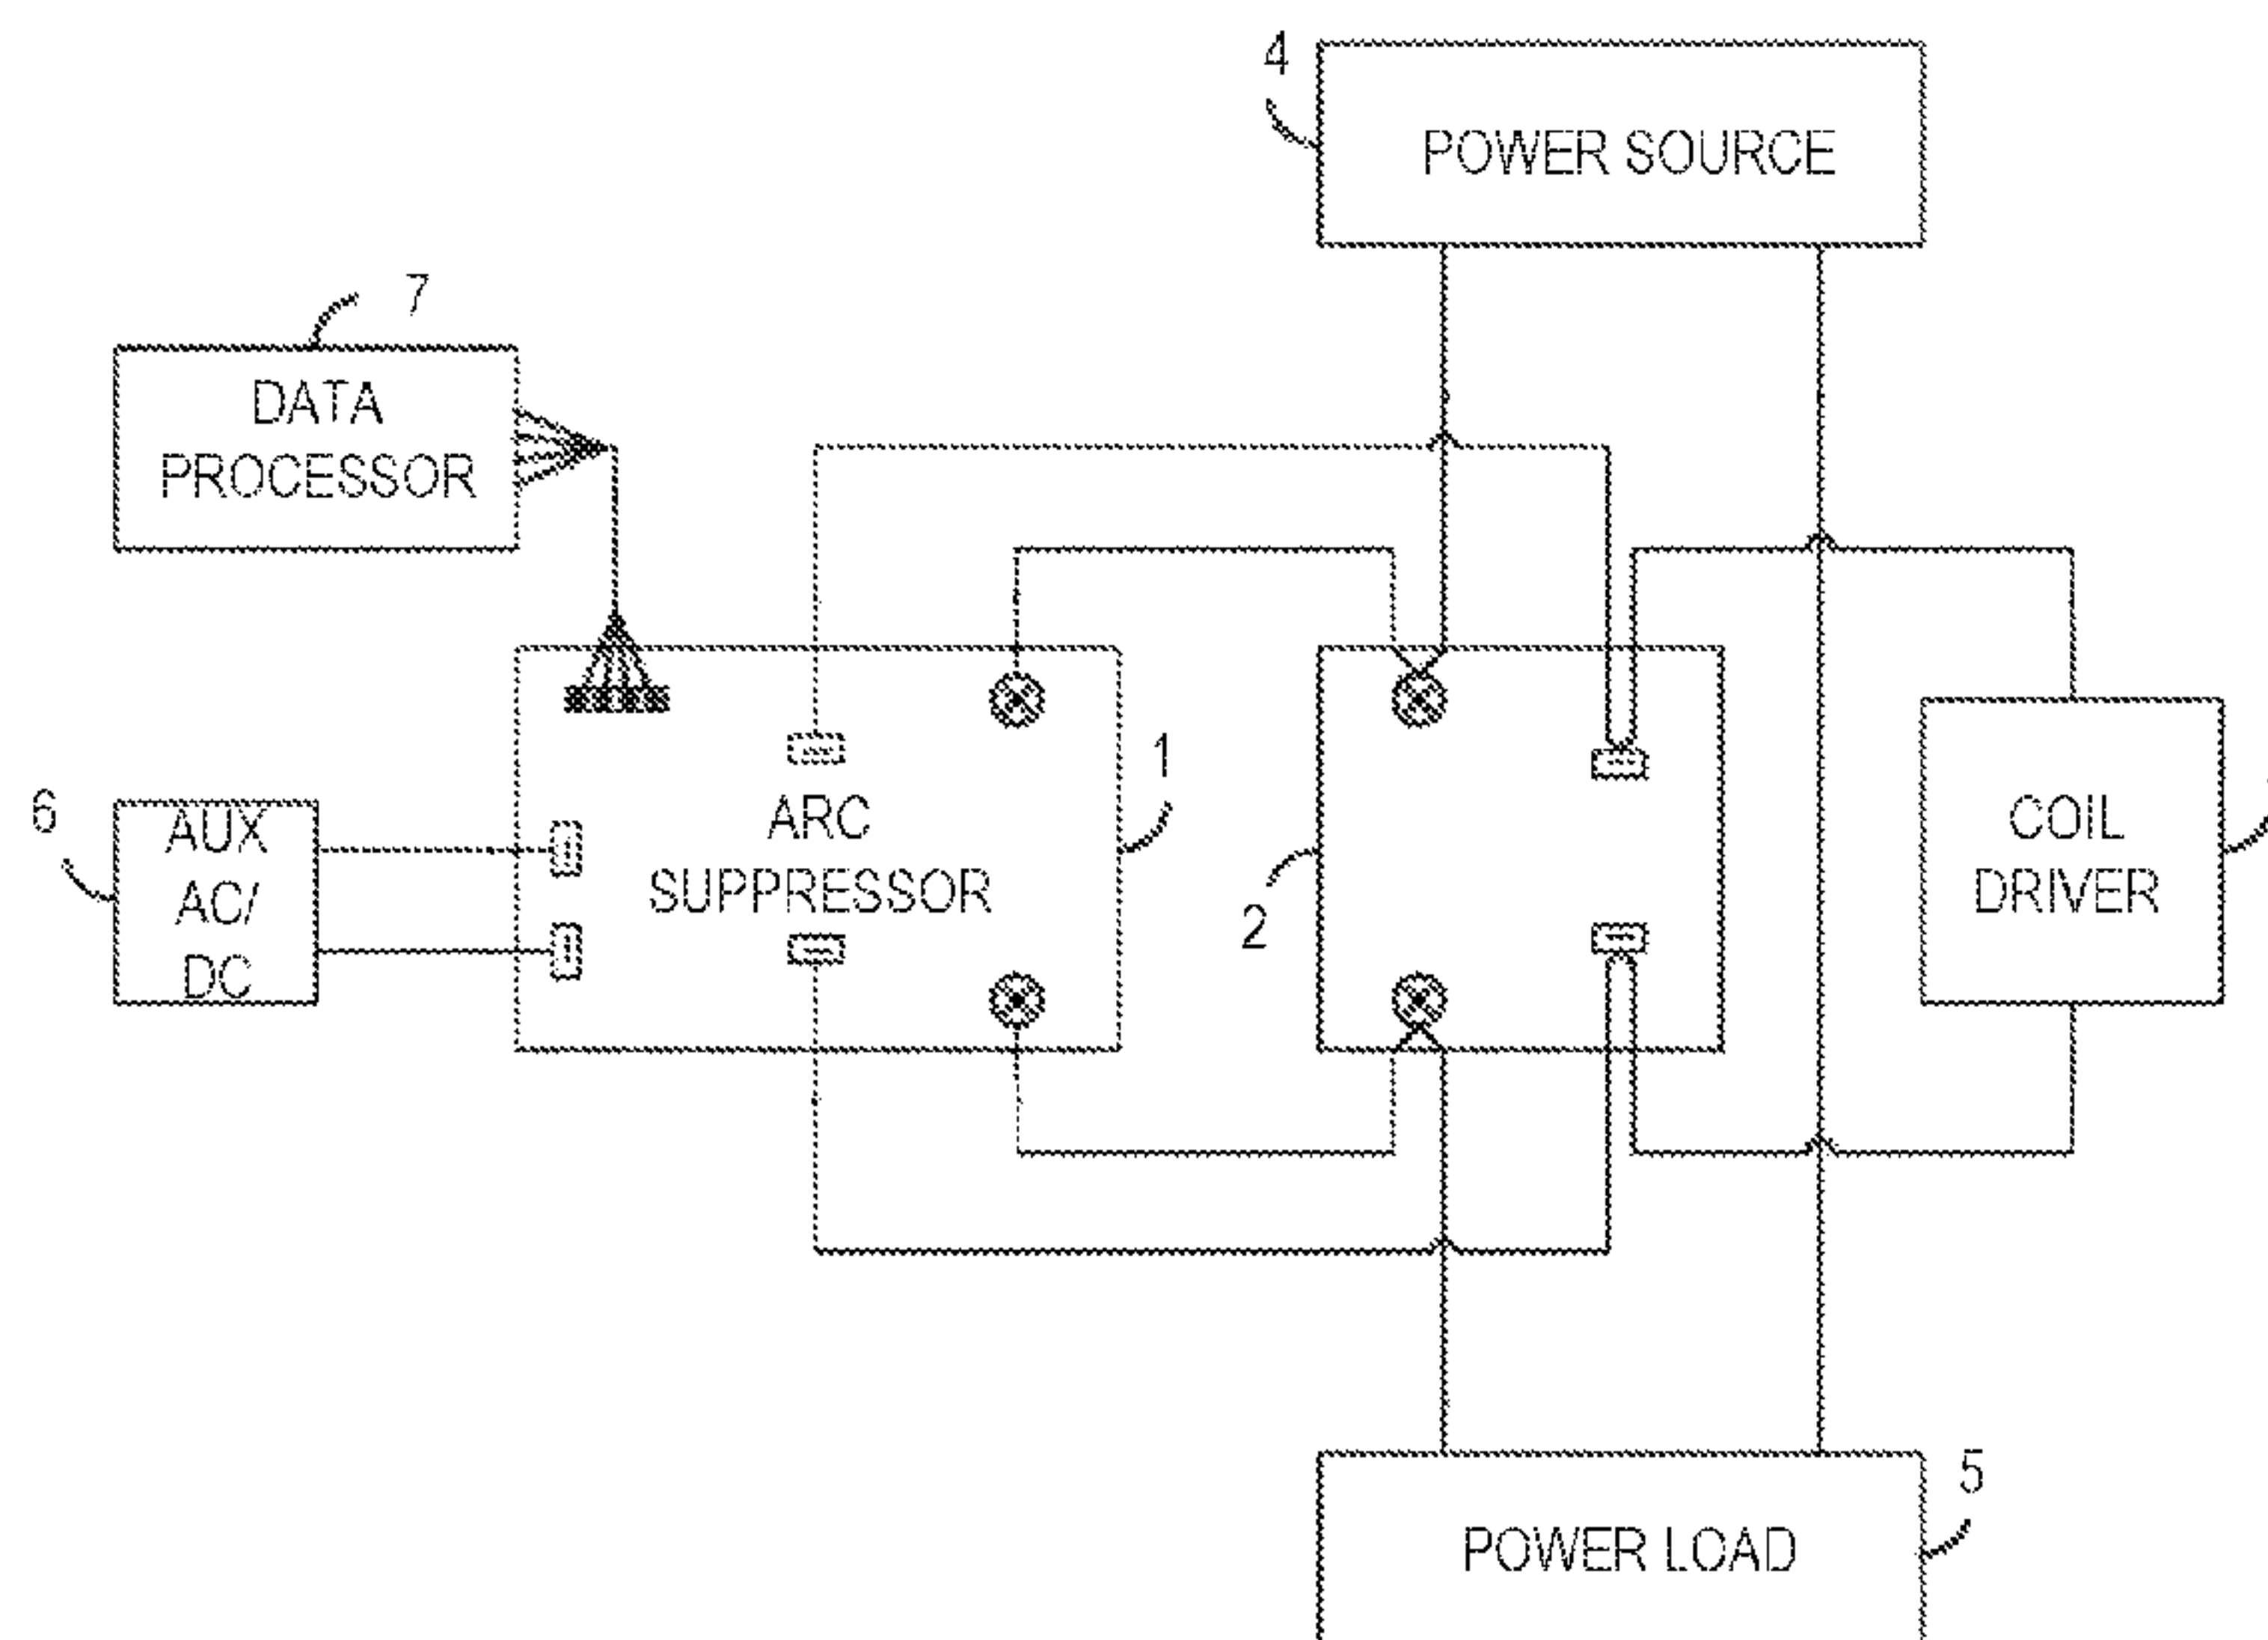 4
POWER SOURCE
7
DATA
PROCESSOR
1
ARC
SUPPRESSOR
6
AUX
AC/
DC
2
COIL
DRIVER
5
POWER LOAD